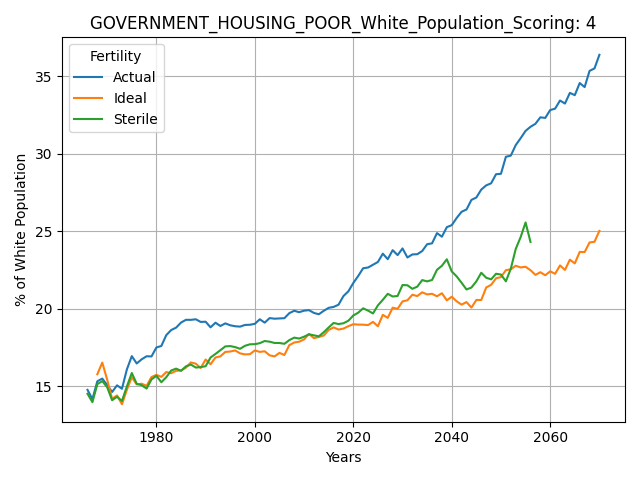 GOVERNMENT_HOUSING_POOR_White_Population_Scoring: 4
Fertility
Actual
Ideal
Sterile
% of White Population
35
30
25
20
15
1980
2000
2020
2040
2060
Years